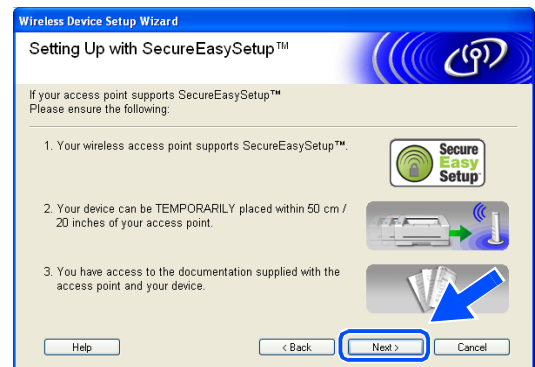 Wireless Device Setup Wizard
Setting Up with SecureEasySetup™
If your access point supports SecureEasySetup™
Please ensure the following:
1. Your wireless access point supports SecureEasySetup™.
Secure
Easy
Setup
2. Your device can be TEMPORARILY placed within 50 cm /
20 inches of your access point.
3. You have access to the documentation supplied with the
access point and your device.
Help
< Back
Next >
Cancel